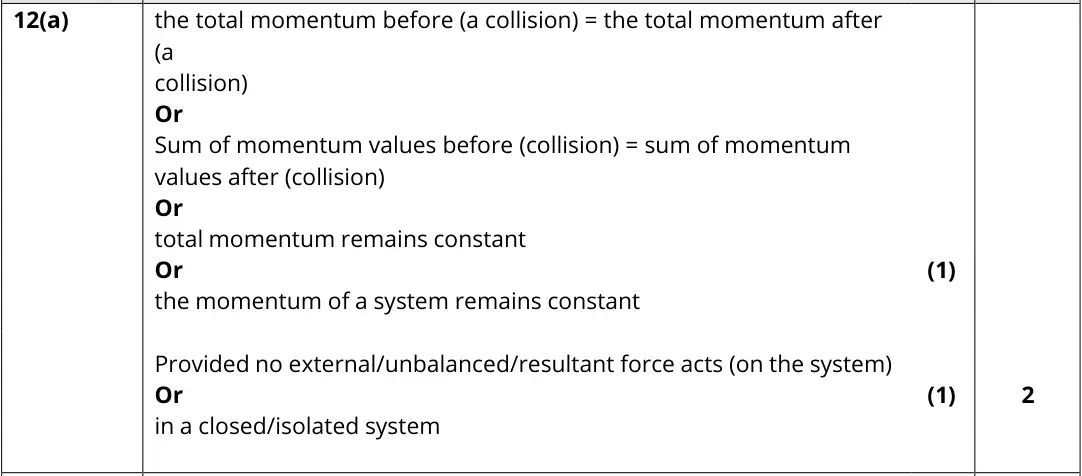 12(a) the total momentum before (a collision) = the total momentum after
(a
collision)
Or
Sum of momentum values before (collision) = sum of momentum
values after (collision)
Or
total momentum remains constant
Or (1)
the momentum of a system remains constant
Provided no external/unbalanced/resultant force acts (on the system)
Or (1) 2
in a closed/isolated system